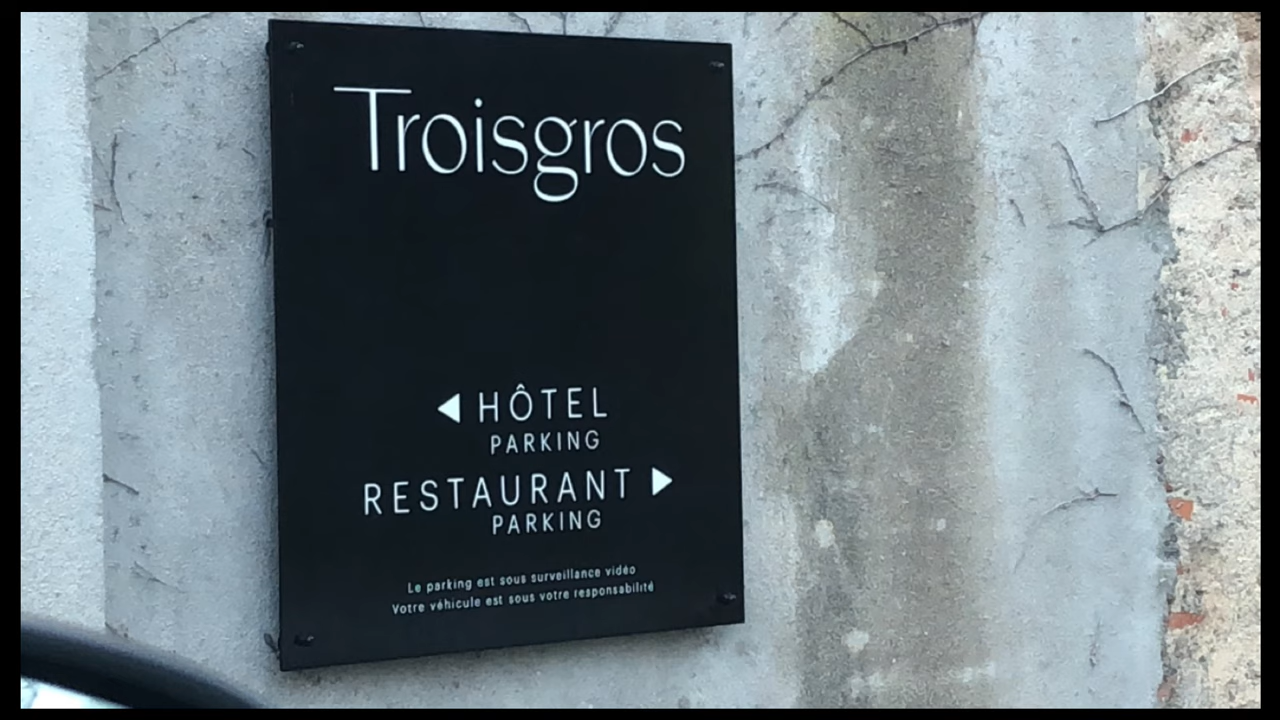 Troisgros
◀ HÔTEL
PARKING
RESTAURANT ▶
PARKING
Le parking est sous surveillance vidéo
Votre véhicule est sous votre responsabilité